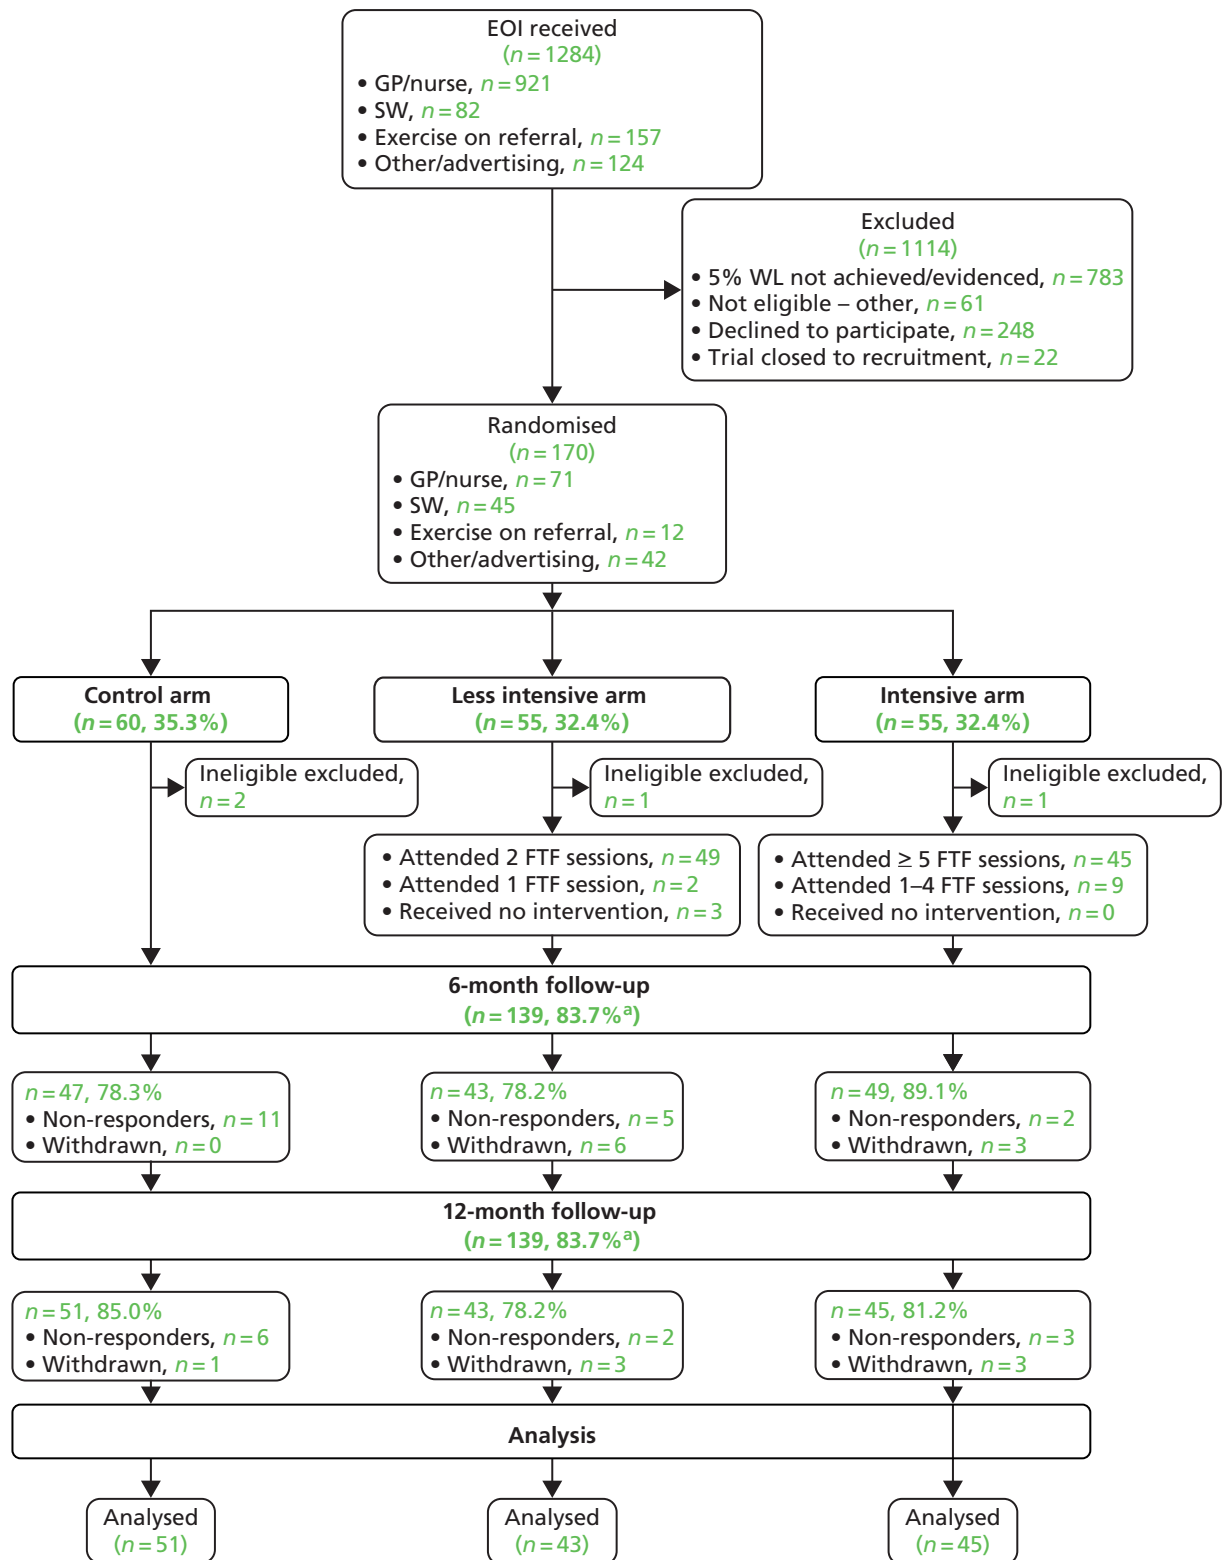 EOI received
(n = 1284)
• GP/nurse, n = 921
• SW, n = 82
• Exercise on referral, n = 157
• Other/advertising, n = 124
Excluded
(n = 1114)
• 5% WL not achieved/evidenced, n = 783
• Not eligible – other, n = 61
• Declined to participate, n = 248
• Trial closed to recruitment, n = 22
Randomised
(n = 170)
• GP/nurse, n = 71
• SW, n = 45
• Exercise on referral, n = 12
• Other/advertising, n = 42
Control arm
(n = 60, 35.3%)
Less intensive arm
(n = 55, 32.4%)
Intensive arm
(n = 55, 32.4%)
Ineligible excluded,
n = 2
Ineligible excluded,
n = 1
Ineligible excluded,
n = 1
• Attended 2 FTF sessions, n = 49
• Attended 1 FTF session, n = 2
• Received no intervention, n = 3
• Attended ≥ 5 FTF sessions, n = 45
• Attended 1–4 FTF sessions, n = 9
• Received no intervention, n = 0
6-month follow-up
(n = 139, 83.7%ᵃ)
n = 47, 78.3%
• Non-responders, n = 11
• Withdrawn, n = 0
n = 43, 78.2%
• Non-responders, n = 5
• Withdrawn, n = 6
n = 49, 89.1%
• Non-responders, n = 2
• Withdrawn, n = 3
12-month follow-up
(n = 139, 83.7%ᵃ)
n = 51, 85.0%
• Non-responders, n = 6
• Withdrawn, n = 1
n = 43, 78.2%
• Non-responders, n = 2
• Withdrawn, n = 3
n = 45, 81.2%
• Non-responders, n = 3
• Withdrawn, n = 3
Analysis
Analysed
(n = 51)
Analysed
(n = 43)
Analysed
(n = 45)